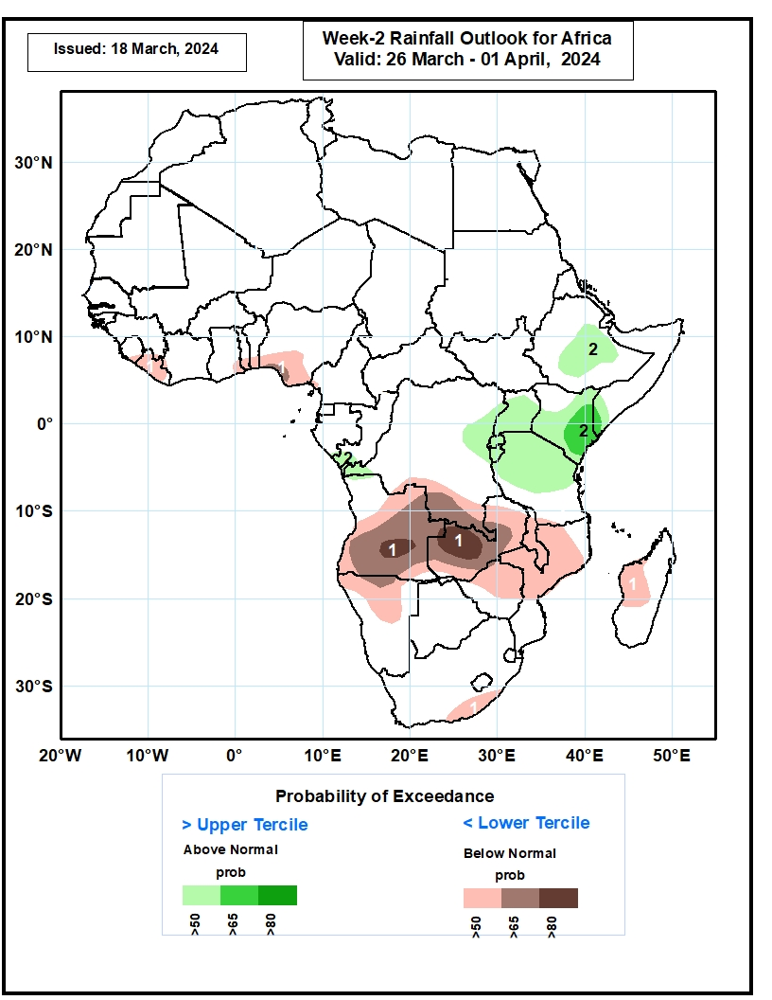 Issued: 18 March, 2024
Week-2 Rainfall Outlook for Africa
Valid: 26 March - 01 April, 2024
30°N
20°N
10°N
1
1
2
0°
2
2
10°S
1
1
1
20°S
30°S
1
20°W
10°W
0°
10°E
20°E
30°E
40°E
50°E
Probability of Exceedance
> Upper Tercile
< Lower Tercile
Above Normal
Below Normal
prob
prob
>50
>65
>80
>50
>65
>80